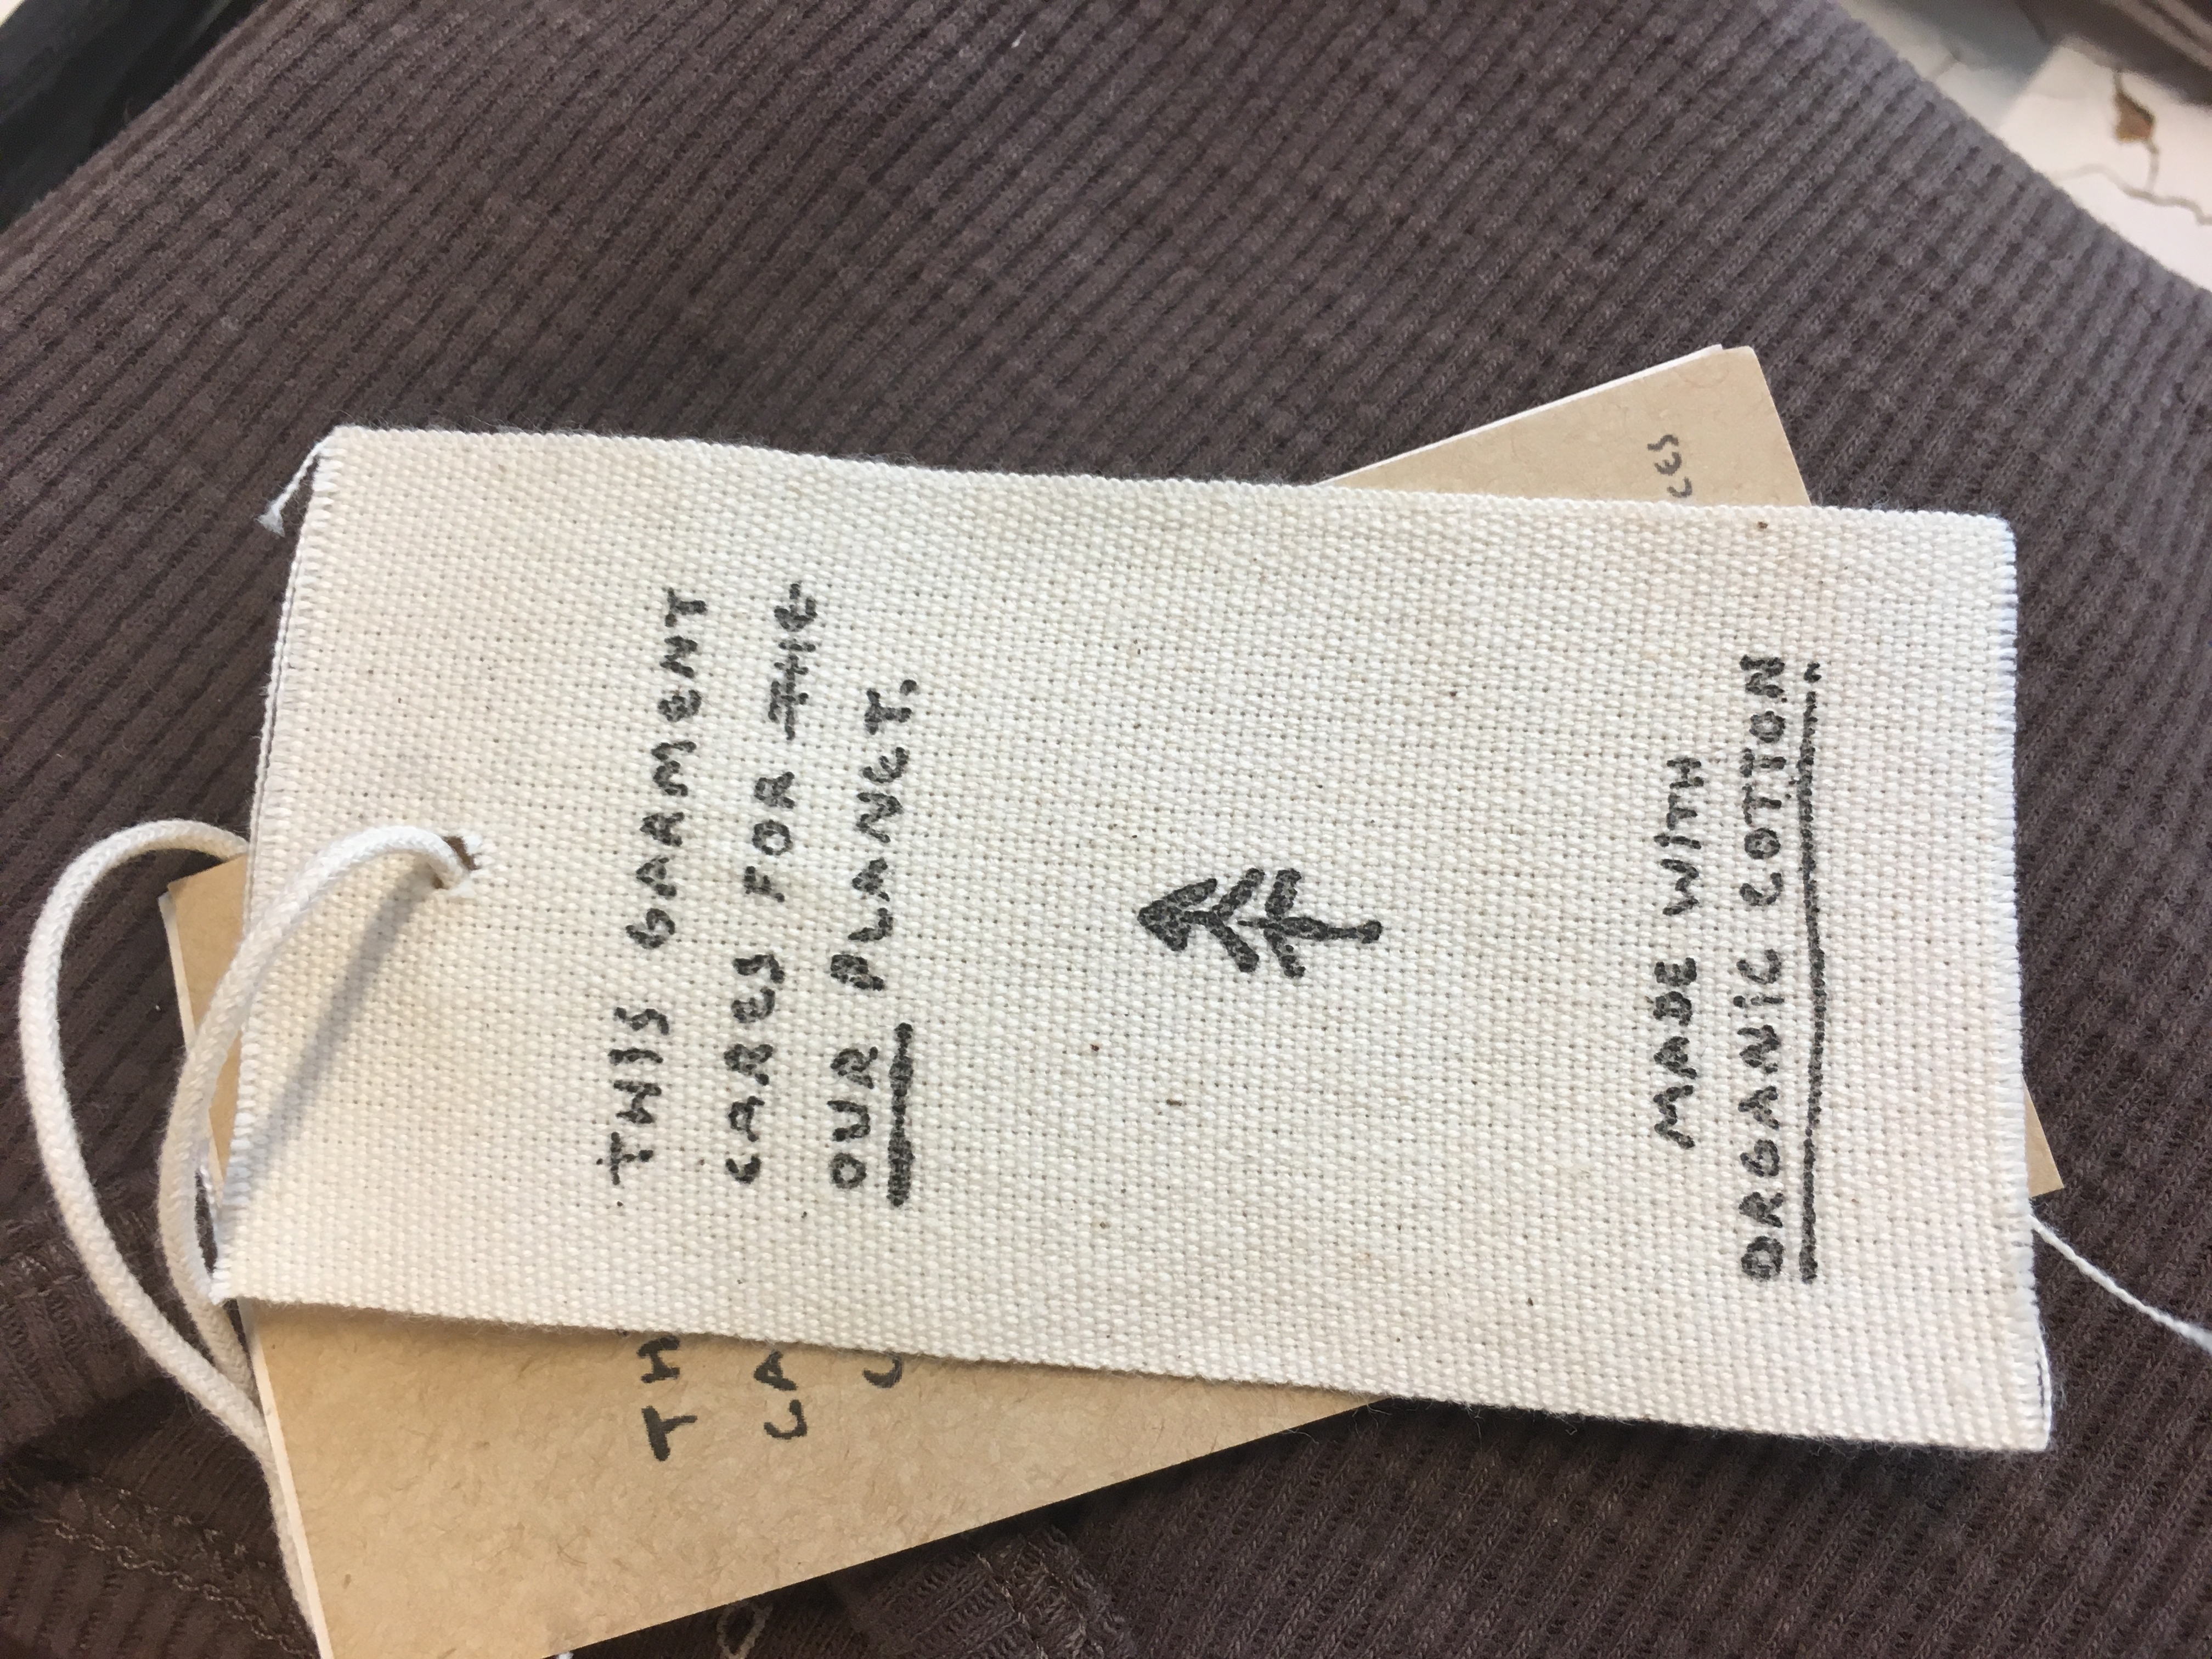 THIS GARMENT
CARES FOR THE
OUR PLANET.
MADE WITH
ORGANIC COTTON